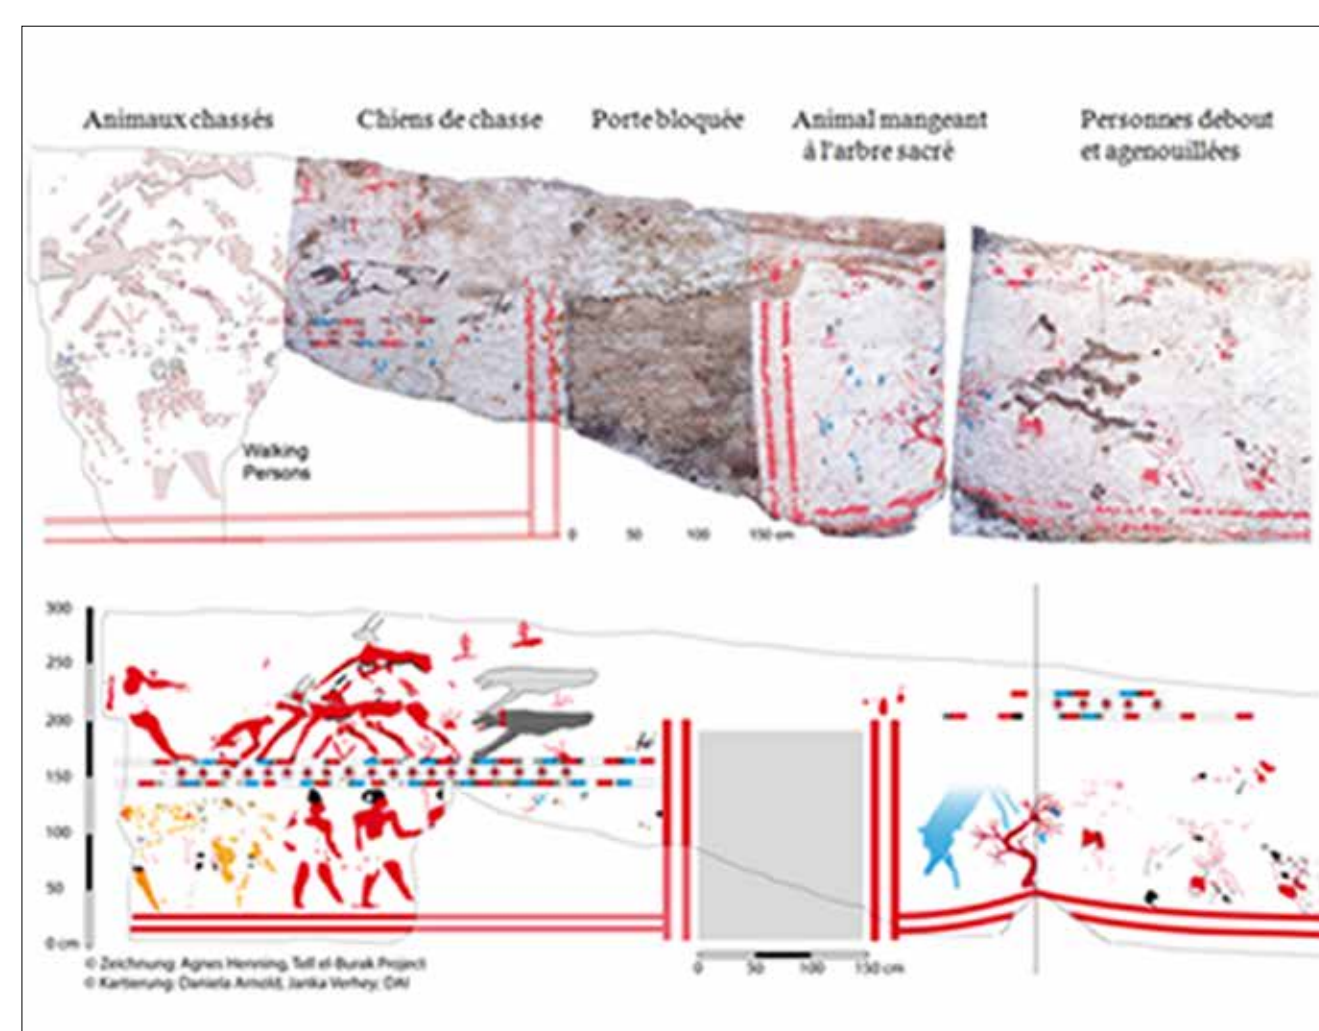 Animaux chassés
Chiens de chasse
Porte bloquée
Animal mangeant
à l'arbre sacré
Personnes debout
et agenouillées
Walking
Persons
0 50 100 150 cm
300
250
200
150
100
50
0 cm
0 50 100 150 cm
© Zeichnung: Agnes Henning, Tell el-Burak Project
© Kartierung: Daniela Arnold, Janka Verhey; DAI